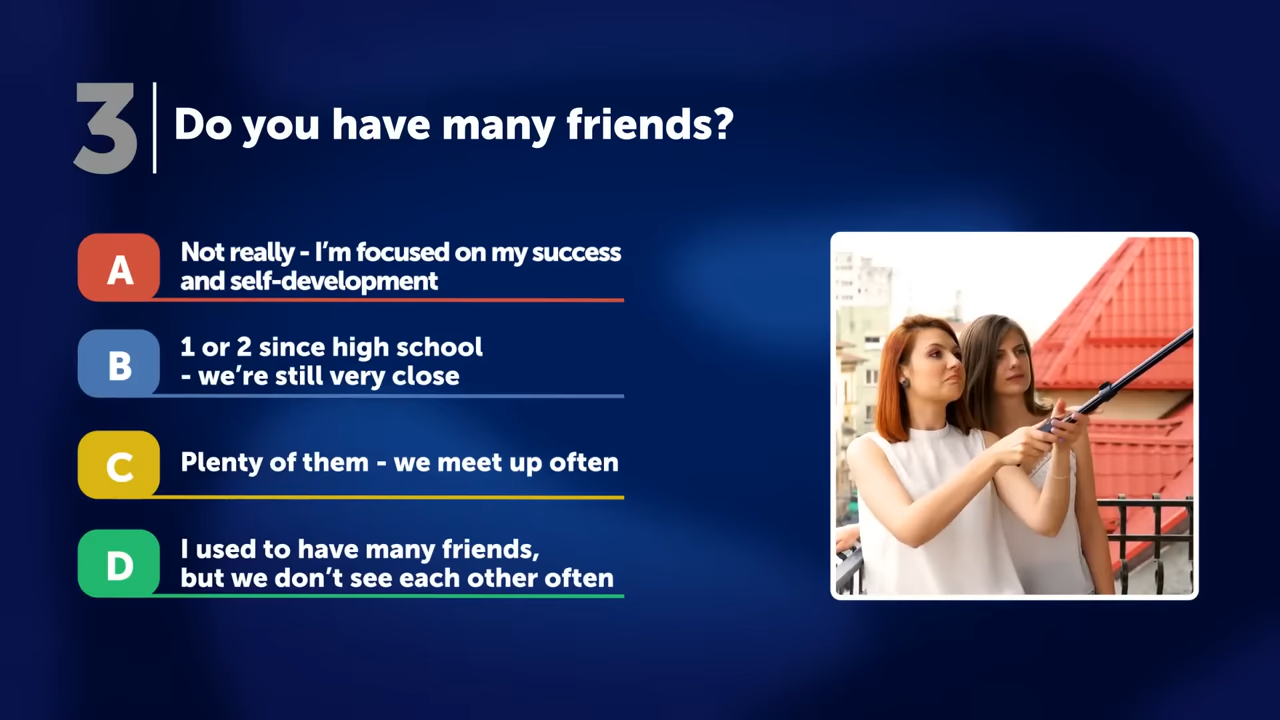 3
Do you have many friends?
A
Not really - I'm focused on my success
and self-development
B
1 or 2 since high school
- we're still very close
C
Plenty of them - we meet up often
D
I used to have many friends,
but we don't see each other often